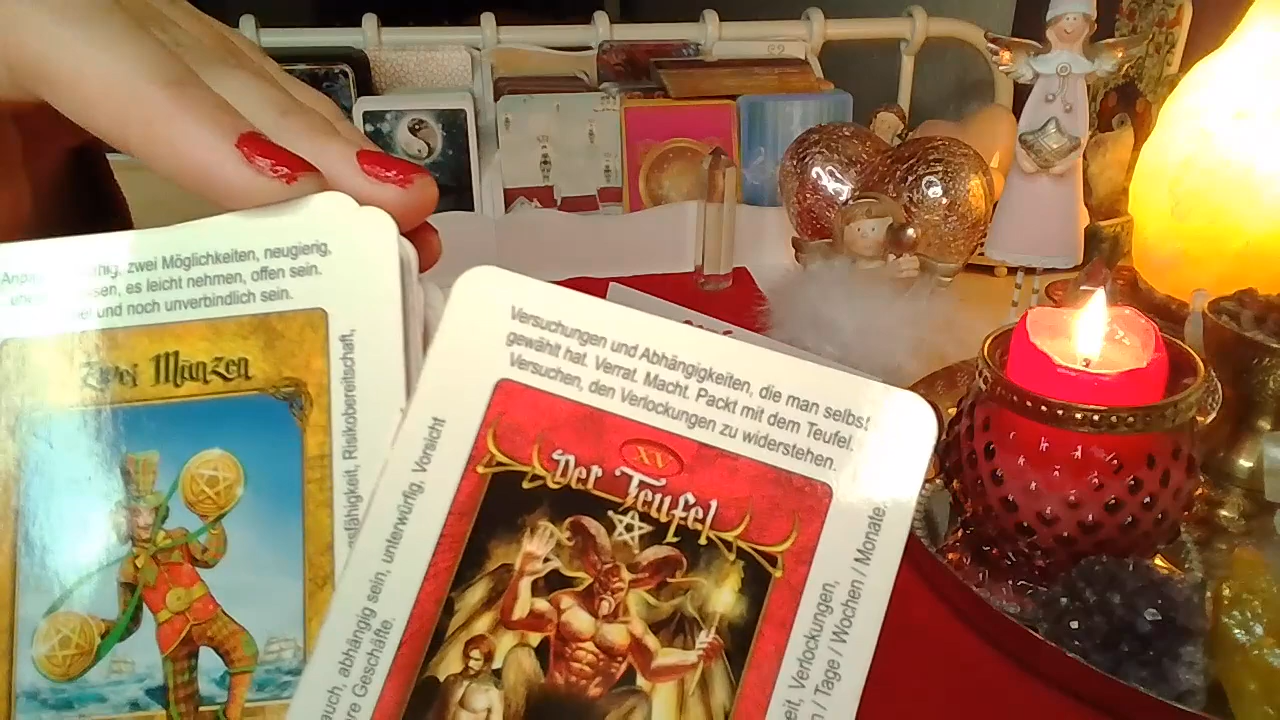 zwei Möglichkeiten, neugierig,
es leicht nehmen, offen sein.
und noch unverbindlich sein.
Zwei Münzen
Risikobereitschaft,
Versuchungen und Abhängigkeiten, die man selbst
gewählt hat. Verrat. Macht. Packt mit dem Teufel.
Versuchen, den Verlockungen zu widerstehen.
XV
Der Teufel
abhängig sein, unterwürfig, Vorsicht
Geschäfte.
Verlockungen,
/ Tage / Wochen / Monate.